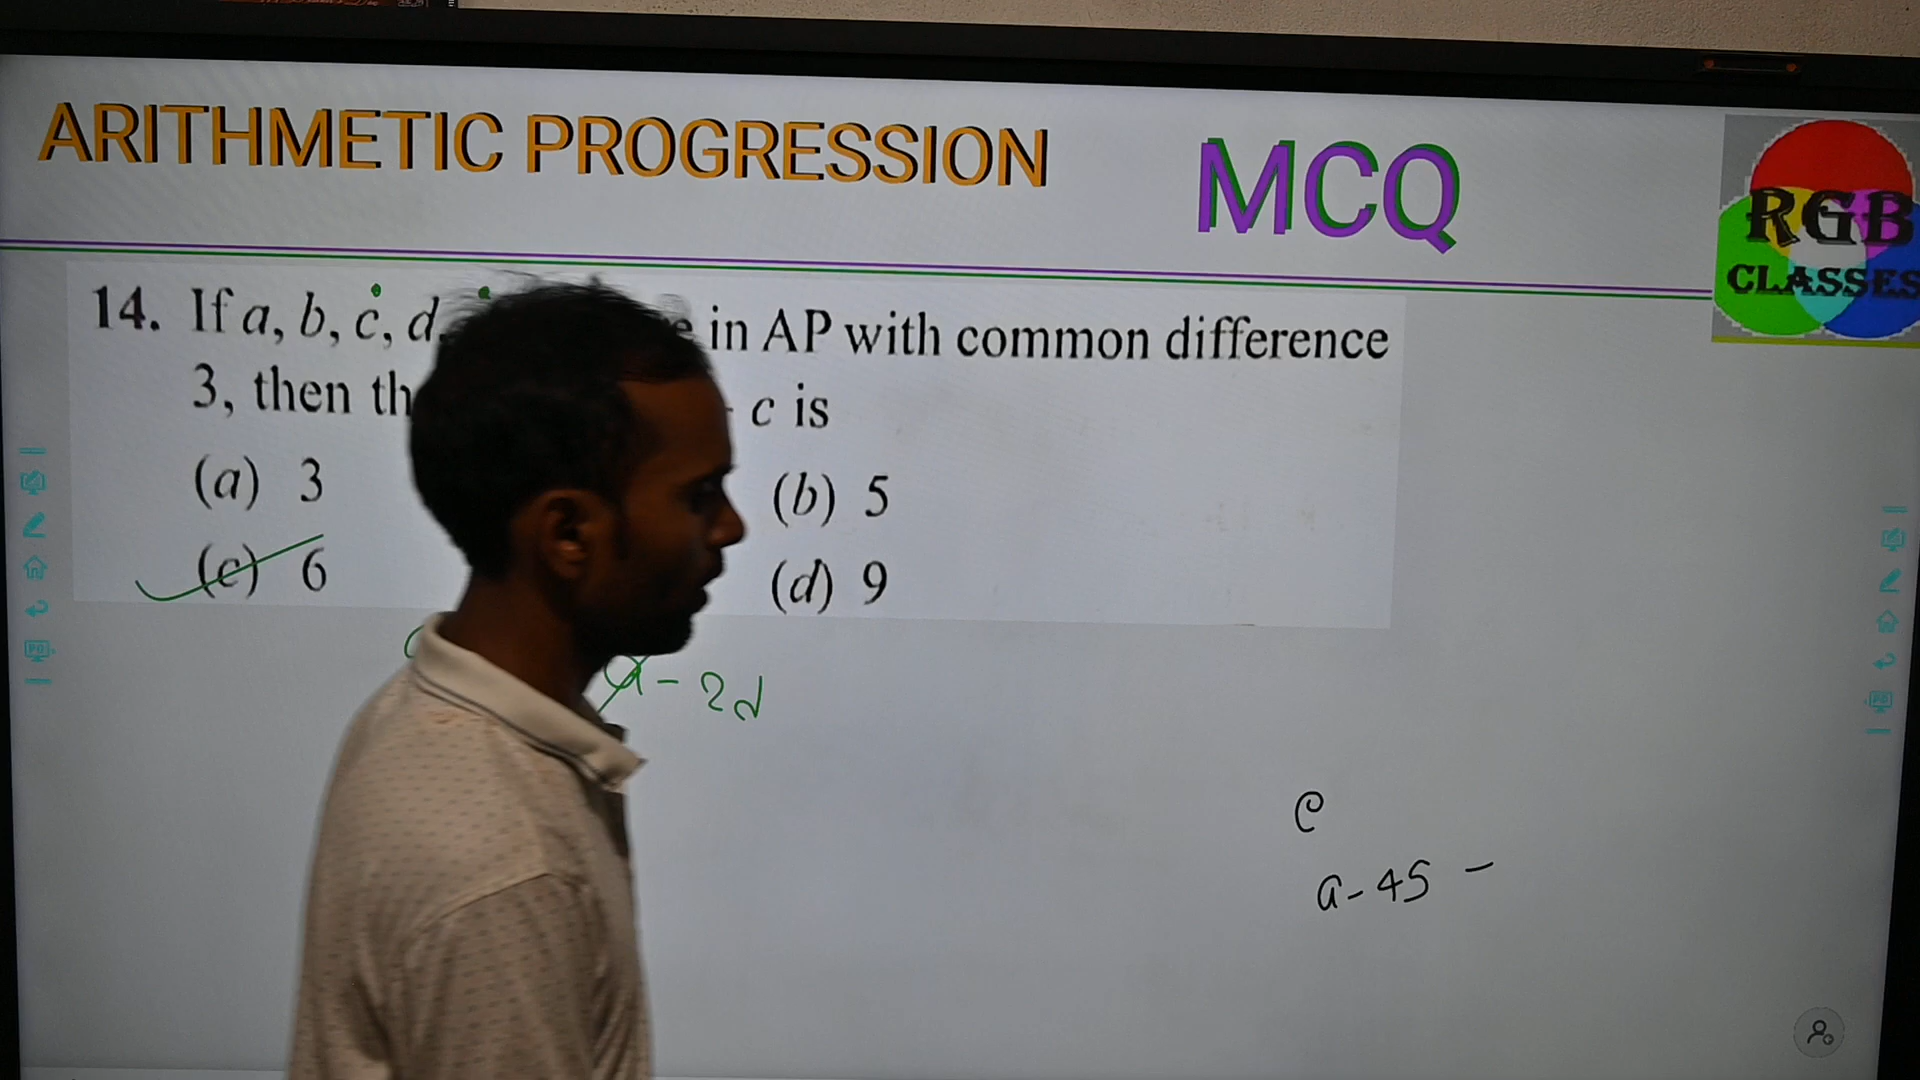 ARITHMETIC PROGRESSION MCQ
RGB
CLASSES
14. If a, b, c, d, in AP with common difference
3, then c is
(a) 3 (b) 5
(c) 6 (d) 9
a - 2d
e
a - 45 -